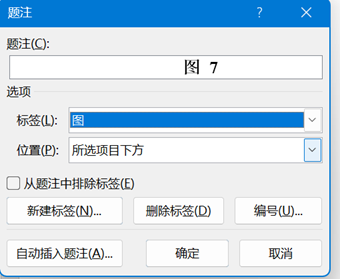 题注
?
题注(C):
图 7
选项
标签(L): 图
位置(P): 所选项目下方
从题注中排除标签(E)
新建标签(N)... 删除标签(D) 编号(U)...
自动插入题注(A)... 确定 取消